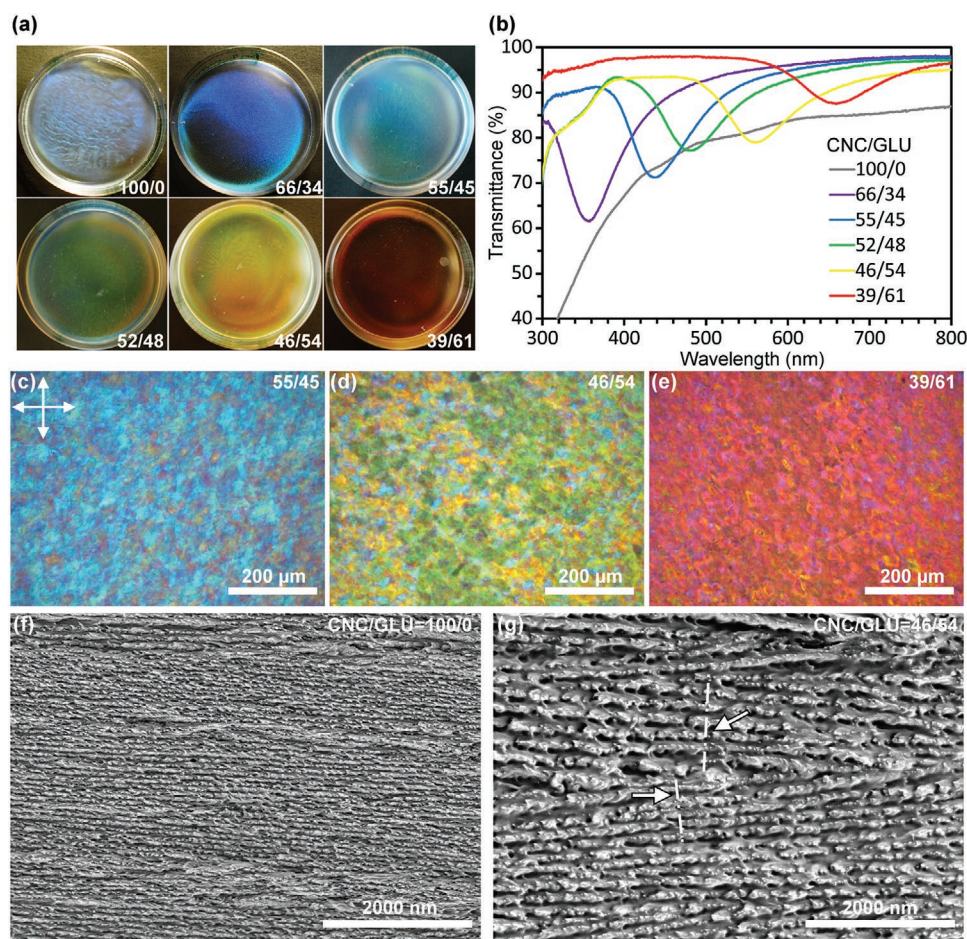 (a)
100/0
66/34
55/45
52/48
46/54
39/61
(b)
Transmittance (%)
100
90
80
70
60
50
40
CNC/GLU
100/0
66/34
55/45
52/48
46/54
39/61
300 400 500 600 700 800
Wavelength (nm)
(c) 55/45
200 µm
(d) 46/54
200 µm
(e) 39/61
200 µm
(f) CNC/GLU=100/0
2000 nm
(g) CNC/GLU=46/54
2000 nm